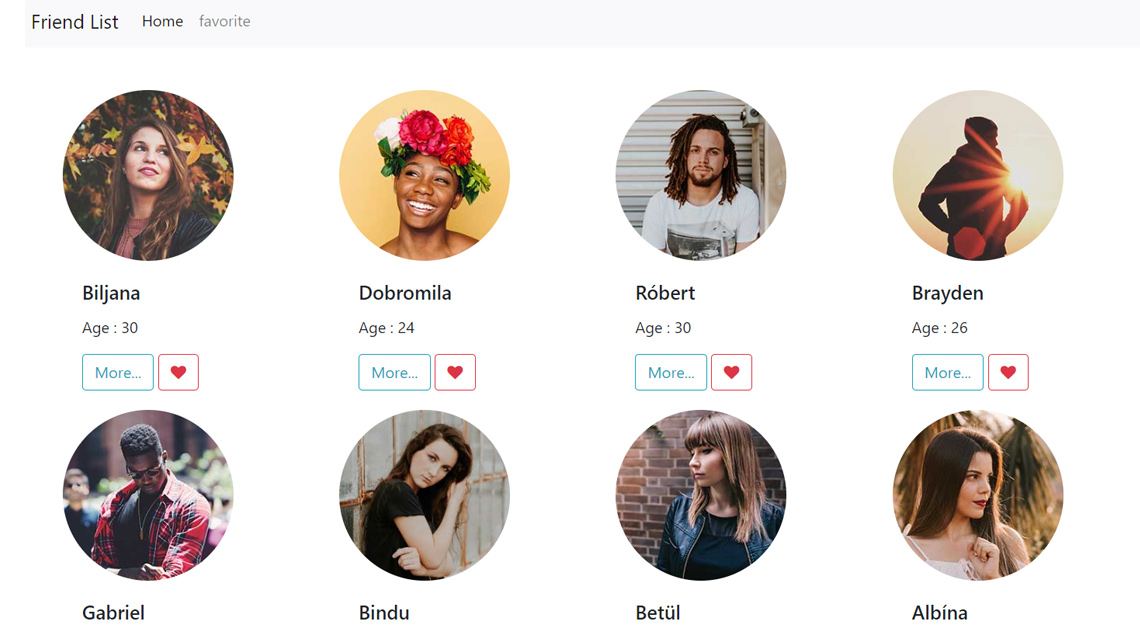 Friend List Home favorite
Biljana Dobromila Róbert Brayden
Age : 30 Age : 24 Age : 30 Age : 26
More... More... More... More...
Gabriel Bindu Betül Albína